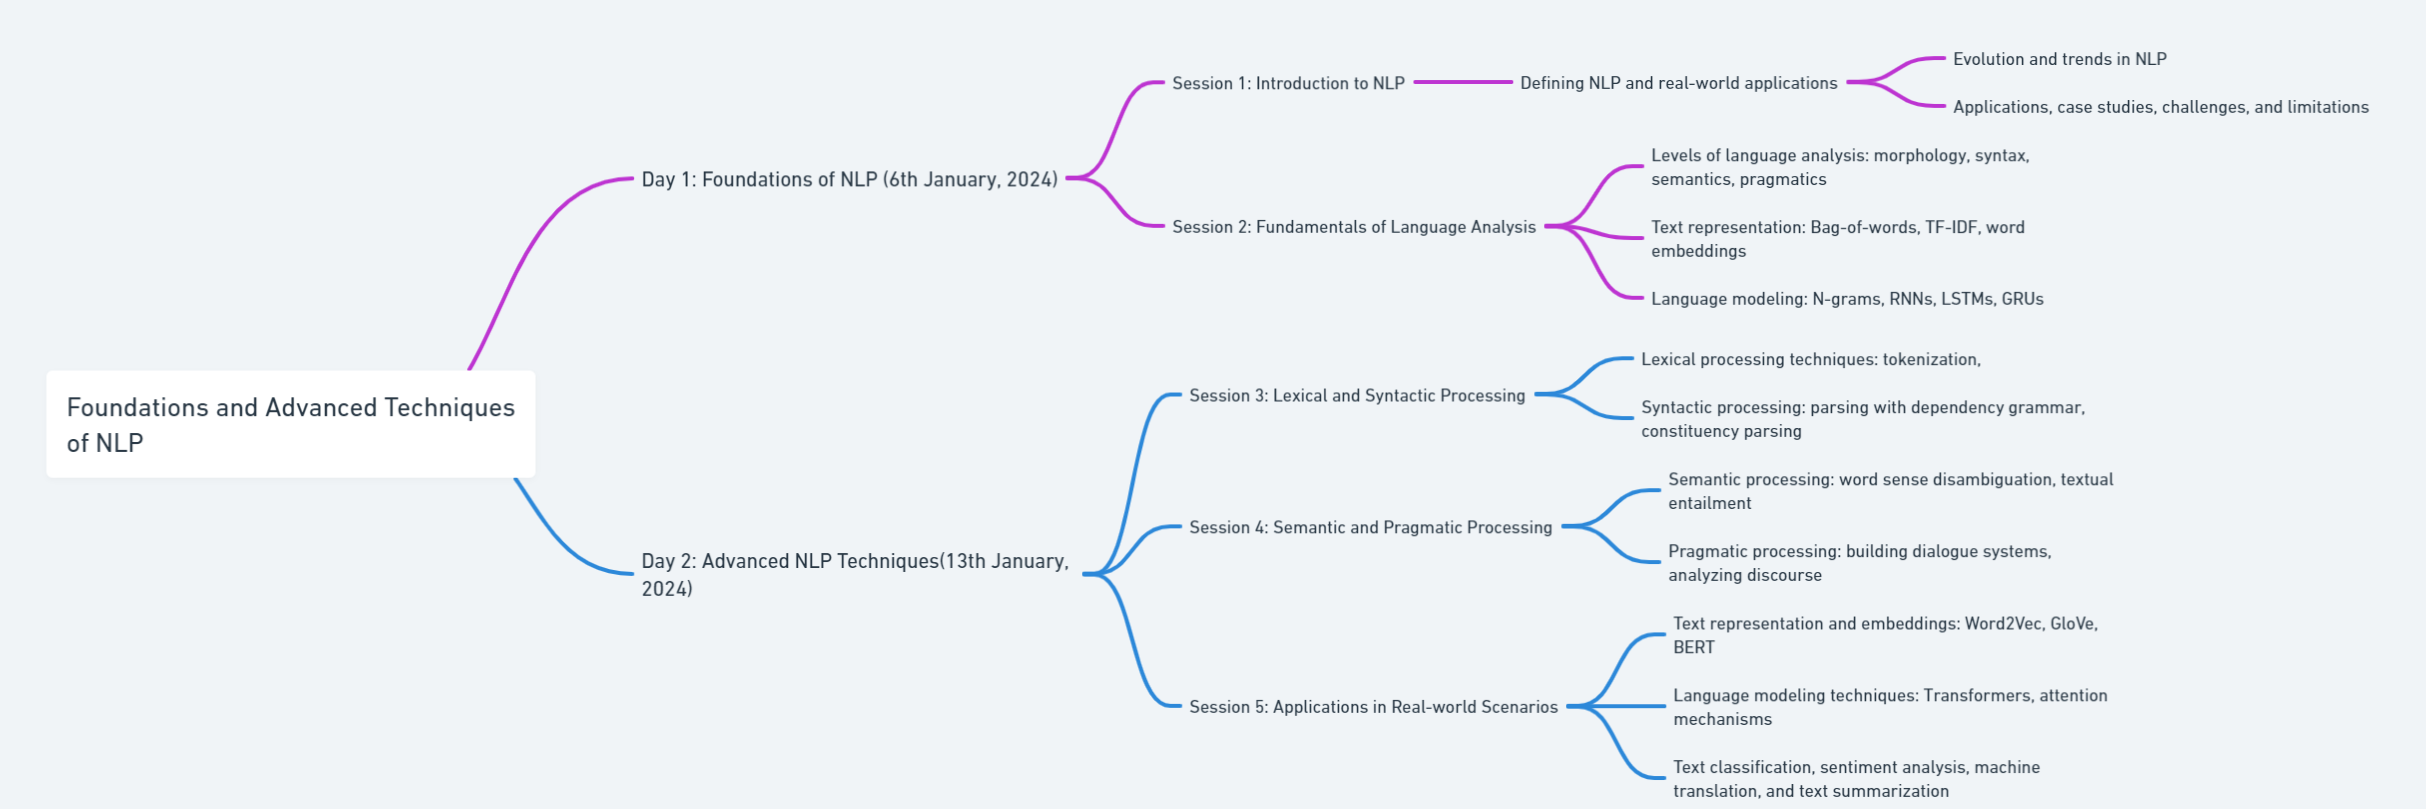 Foundations and Advanced Techniques
of NLP
Day 1: Foundations of NLP (6th January, 2024)
Session 1: Introduction to NLP
Defining NLP and real-world applications
Evolution and trends in NLP
Applications, case studies, challenges, and limitations
Session 2: Fundamentals of Language Analysis
Levels of language analysis: morphology, syntax,
semantics, pragmatics
Text representation: Bag-of-words, TF-IDF, word
embeddings
Language modeling: N-grams, RNNs, LSTMs, GRUs
Day 2: Advanced NLP Techniques(13th January,
2024)
Session 3: Lexical and Syntactic Processing
Lexical processing techniques: tokenization,
Syntactic processing: parsing with dependency grammar,
constituency parsing
Session 4: Semantic and Pragmatic Processing
Semantic processing: word sense disambiguation, textual
entailment
Pragmatic processing: building dialogue systems,
analyzing discourse
Session 5: Applications in Real-world Scenarios
Text representation and embeddings: Word2Vec, GloVe,
BERT
Language modeling techniques: Transformers, attention
mechanisms
Text classification, sentiment analysis, machine
translation, and text summarization